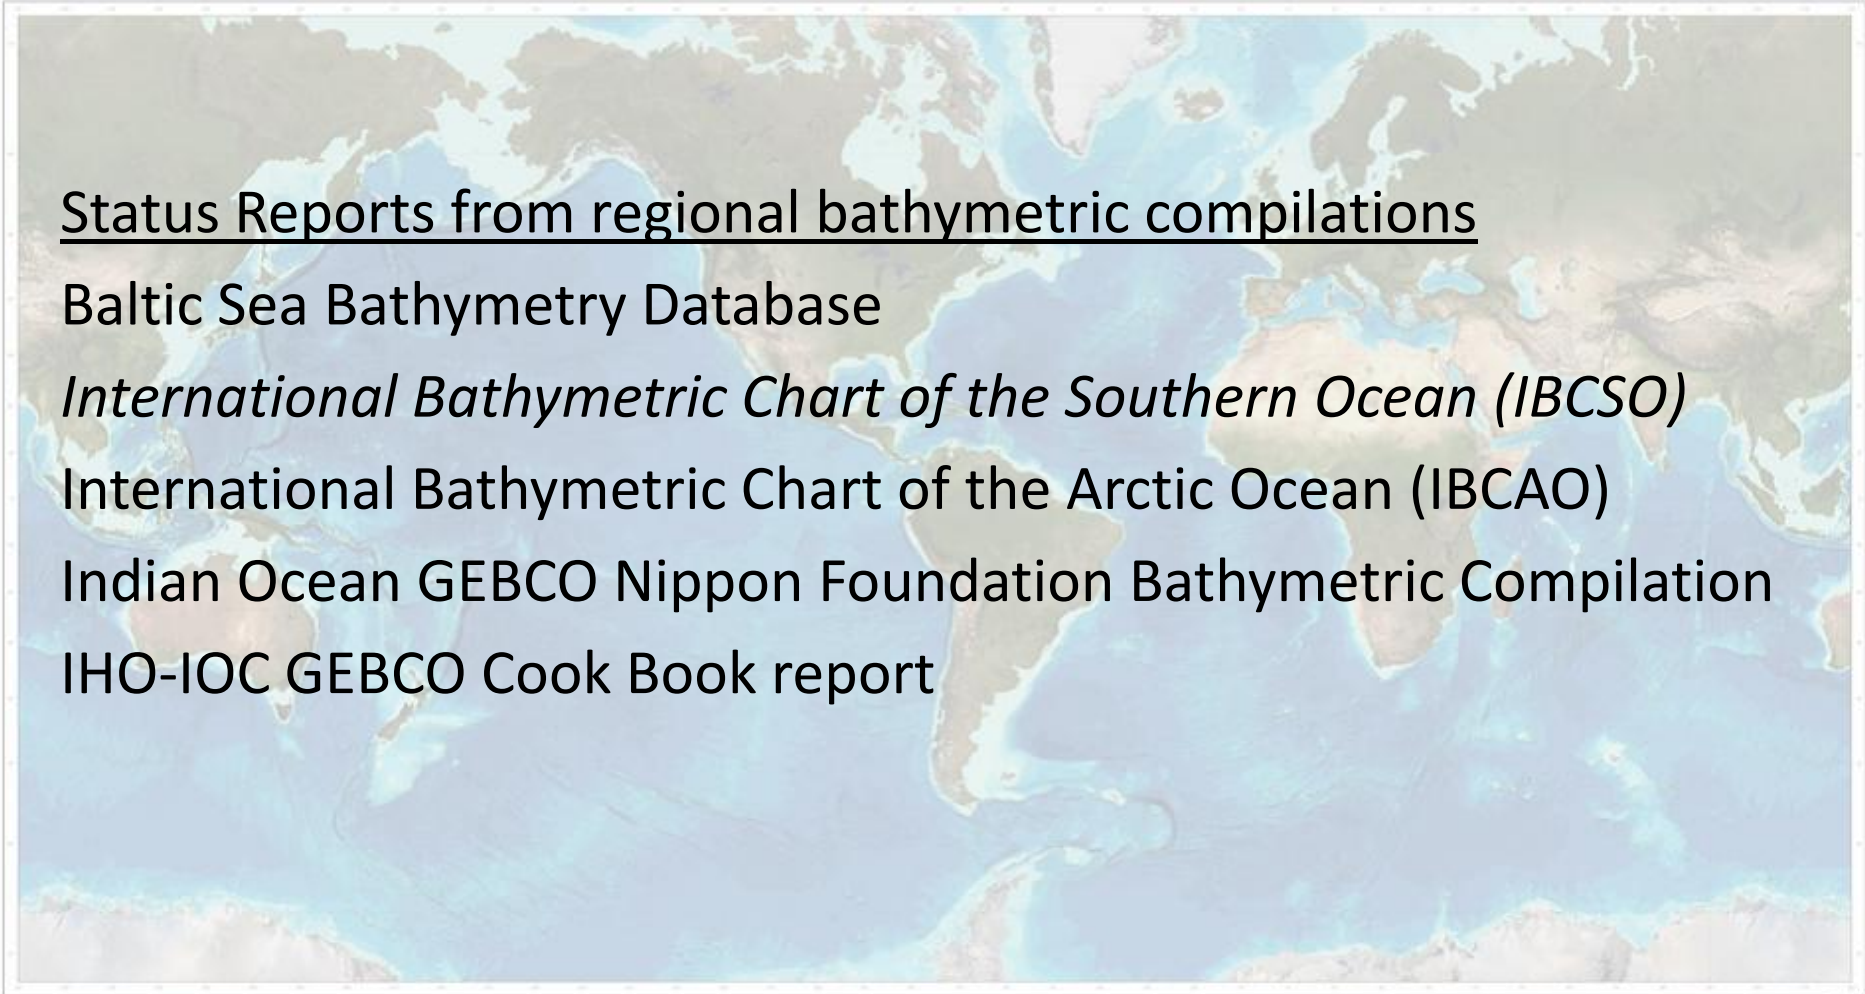 Status Reports from regional bathymetric compilations
Baltic Sea Bathymetry Database
International Bathymetric Chart of the Southern Ocean (IBCSO)
International Bathymetric Chart of the Arctic Ocean (IBCAO)
Indian Ocean GEBCO Nippon Foundation Bathymetric Compilation
IHO-IOC GEBCO Cook Book report